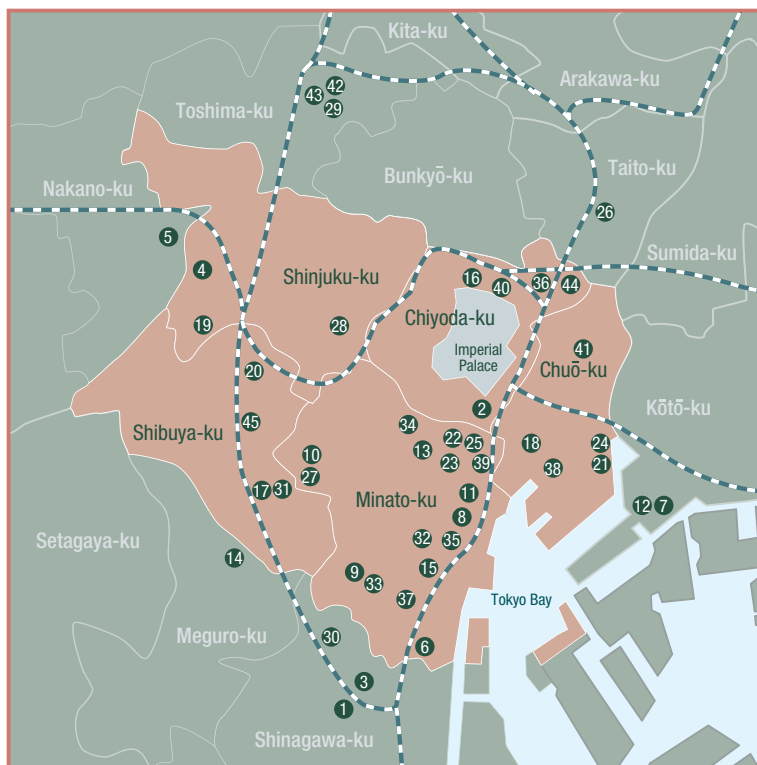 Kita-ku
42
43
29
Arakawa-ku
Toshima-ku
Bunkyō-ku
Taito-ku
Nakano-ku
26
5
Sumida-ku
4
Shinjuku-ku
16
40
36
44
19
28
Chiyoda-ku
Imperial
Palace
41
Chuō-ku
20
2
Kōtō-ku
45
34
Shibuya-ku
22
25
18
24
10
13
23
39
38
21
27
17
31
Minato-ku
11
12
7
8
Setagaya-ku
32
35
14
9
15
33
37
Tokyo Bay
Meguro-ku
30
6
3
1
Shinagawa-ku